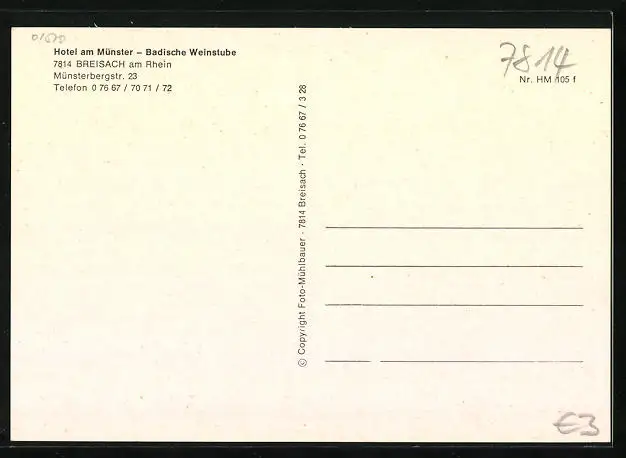 01570
Hotel am Münster – Badische Weinstube
7814 BREISACH am Rhein
Münsterbergstr. 23
Telefon 0 76 67 / 70 71 / 72
7814
Nr. HM 105 f
© Copyright Foto-Mühlbauer · 7814 Breisach · Tel. 0 76 67 / 3 28
€3